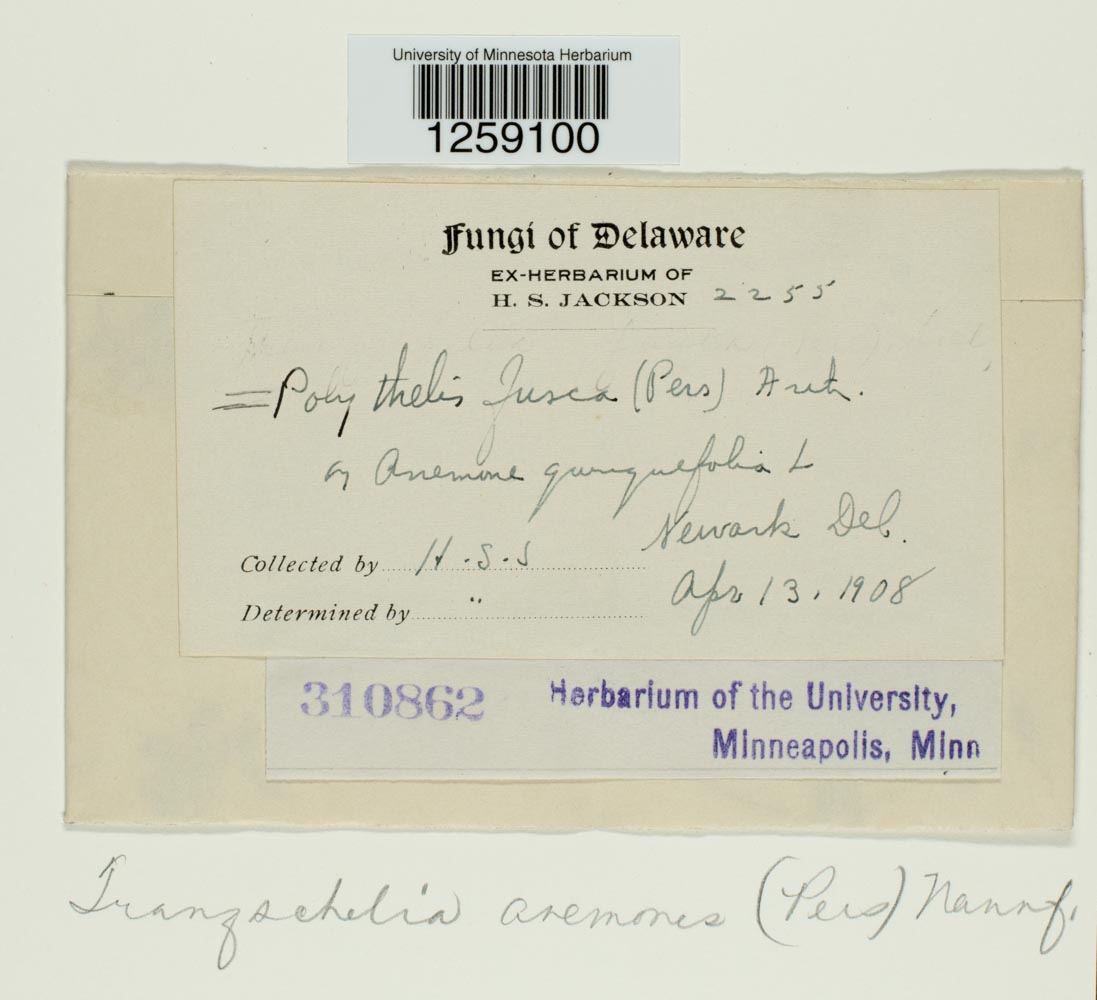 University of Minnesota Herbarium
1259100
Fungi of Delaware
EX-HERBARIUM OF
H. S. JACKSON 2255
=Polythelis fusca (Pers) Arth.
on Anemone quinquefolia L
Newark Del.
Collected by H.S.J
Apr 13, 1908
Determined by "
310862 Herbarium of the University,
Minneapolis, Minn
Tranzschelia anemones (Pers) Nannf.